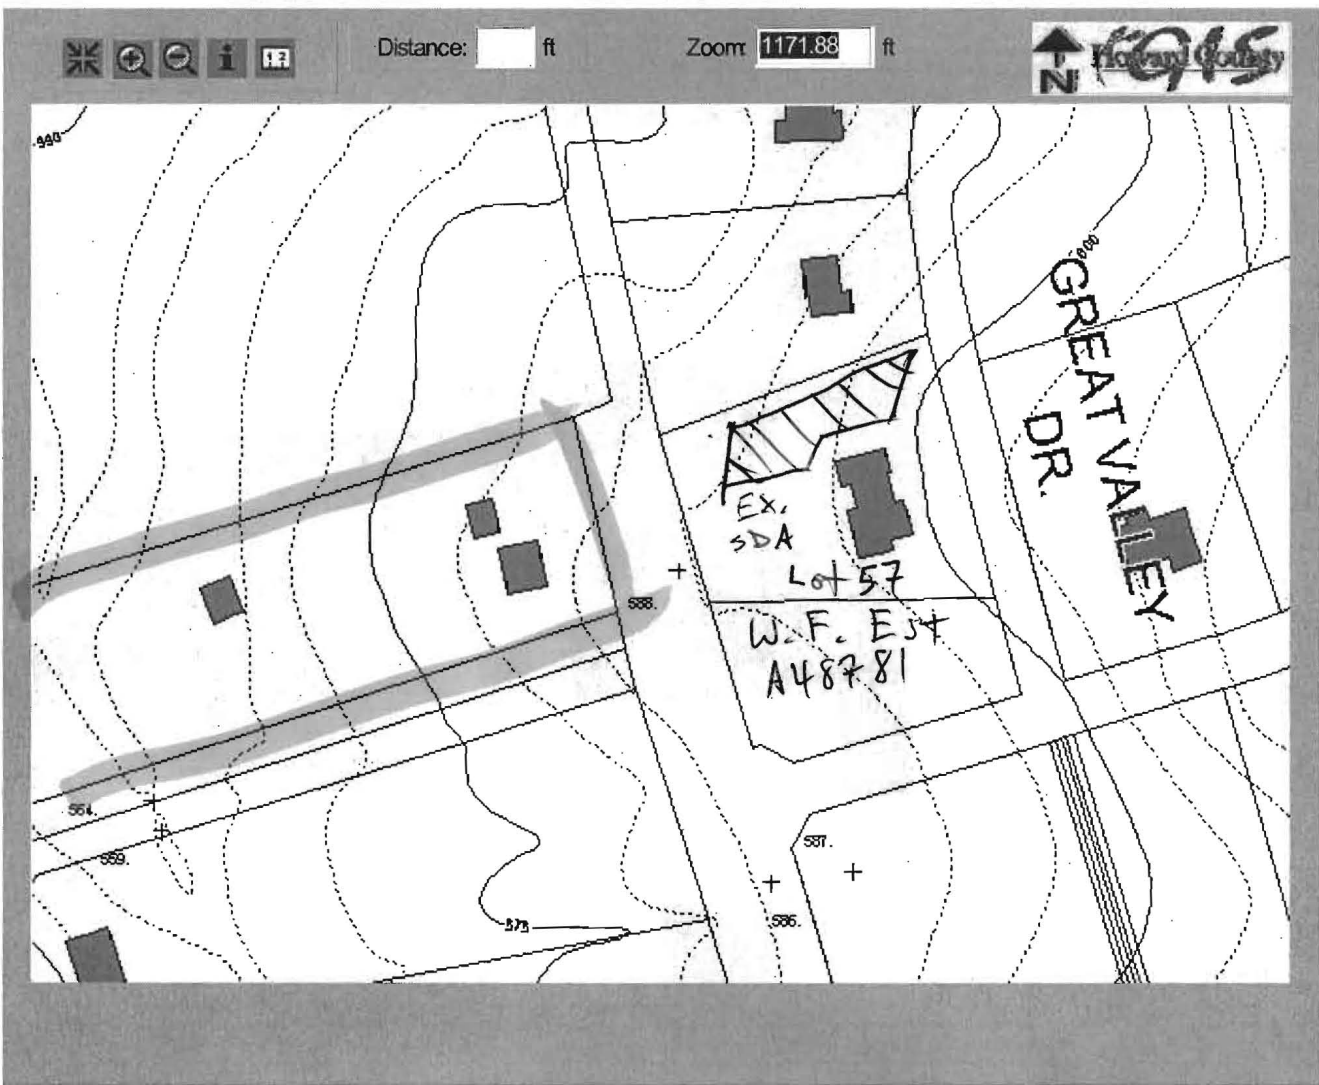 Distance: ft
Zoom: 1171.88 ft
N
Howard County
GIS
600
GREAT VALLEY
DR.
EX.
SDA
Lot 57
588.
W. F. Est
A48781
564.
559.
587.
586.
575